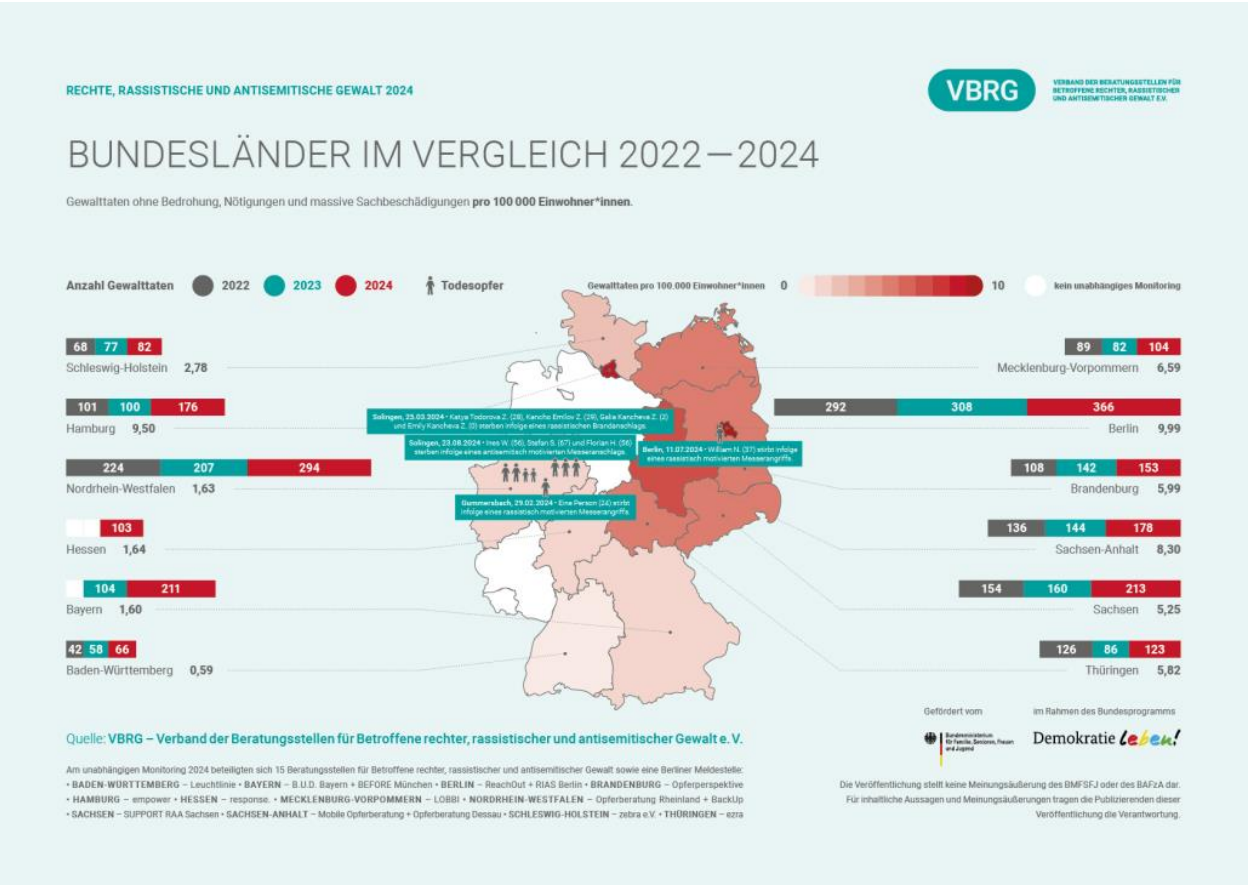 RECHTE, RASSISTISCHE UND ANTISEMITISCHE GEWALT 2024
VBRG
VERBAND DER BERATUNGSSTELLEN FÜR
BETROFFENE RECHTER, RASSISTISCHER
UND ANTISEMITISCHER GEWALT E.V.
BUNDESLÄNDER IM VERGLEICH 2022 — 2024
Gewalttaten ohne Bedrohung, Nötigungen und massive Sachbeschädigungen pro 100 000 Einwohner*innen.
Anzahl Gewalttaten 2022 2023 2024 Todesopfer
Gewalttaten pro 100.000 Einwohner*innen 0 10 kein unabhängiges Monitoring
68 77 82
Schleswig-Holstein 2,78
101 100 176
Hamburg 9,50
224 207 294
Nordrhein-Westfalen 1,63
103
Hessen 1,64
104 211
Bayern 1,60
42 58 66
Baden-Württemberg 0,59
Solingen, 25.03.2024 • Katya Todorova Z. (28), Kancho Emilov Z. (29), Galia Kancheva Z. (2)
und Emily Kancheva Z. (0) sterben infolge eines rassistischen Brandanschlags.
Solingen, 23.08.2024 • Ines W. (56), Stefan S. (67) und Florian H. (56)
sterben infolge eines antisemitisch motivierten Messeranschlags.
Berlin, 11.07.2024 • William N. (37) stirbt infolge
eines rassistisch motivierten Messerangriffs.
Gummersbach, 29.02.2024 • Eine Person (24) stirbt
infolge eines rassistisch motivierten Messerangriffs.
89 82 104
Mecklenburg-Vorpommern 6,59
292 308 366
Berlin 9,99
108 142 153
Brandenburg 5,99
136 144 178
Sachsen-Anhalt 8,30
154 160 213
Sachsen 5,25
126 86 123
Thüringen 5,82
Quelle: VBRG – Verband der Beratungsstellen für Betroffene rechter, rassistischer und antisemitischer Gewalt e. V.
Am unabhängigen Monitoring 2024 beteiligten sich 15 Beratungsstellen für Betroffene rechter, rassistischer und antisemitischer Gewalt sowie eine Berliner Meldestelle:
• BADEN-WÜRTTEMBERG – Leuchtlinie • BAYERN – B.U.D. Bayern + BEFORE München • BERLIN – ReachOut + RIAS Berlin • BRANDENBURG – Opferperspektive
• HAMBURG – empower • HESSEN – response. • MECKLENBURG-VORPOMMERN – LOBBI • NORDRHEIN-WESTFALEN – Opferberatung Rheinland + BackUp
• SACHSEN – SUPPORT RAA Sachsen • SACHSEN-ANHALT – Mobile Opferberatung + Opferberatung Dessau • SCHLESWIG-HOLSTEIN – zebra e.V. • THÜRINGEN – ezra
Gefördert vom
Bundesministerium
für Familie, Senioren, Frauen
und Jugend
im Rahmen des Bundesprogramms
Demokratie leben!
Die Veröffentlichung stellt keine Meinungsäußerung des BMFSFJ oder des BAFzA dar.
Für inhaltliche Aussagen und Meinungsäußerungen tragen die Publizierenden dieser
Veröffentlichung die Verantwortung.